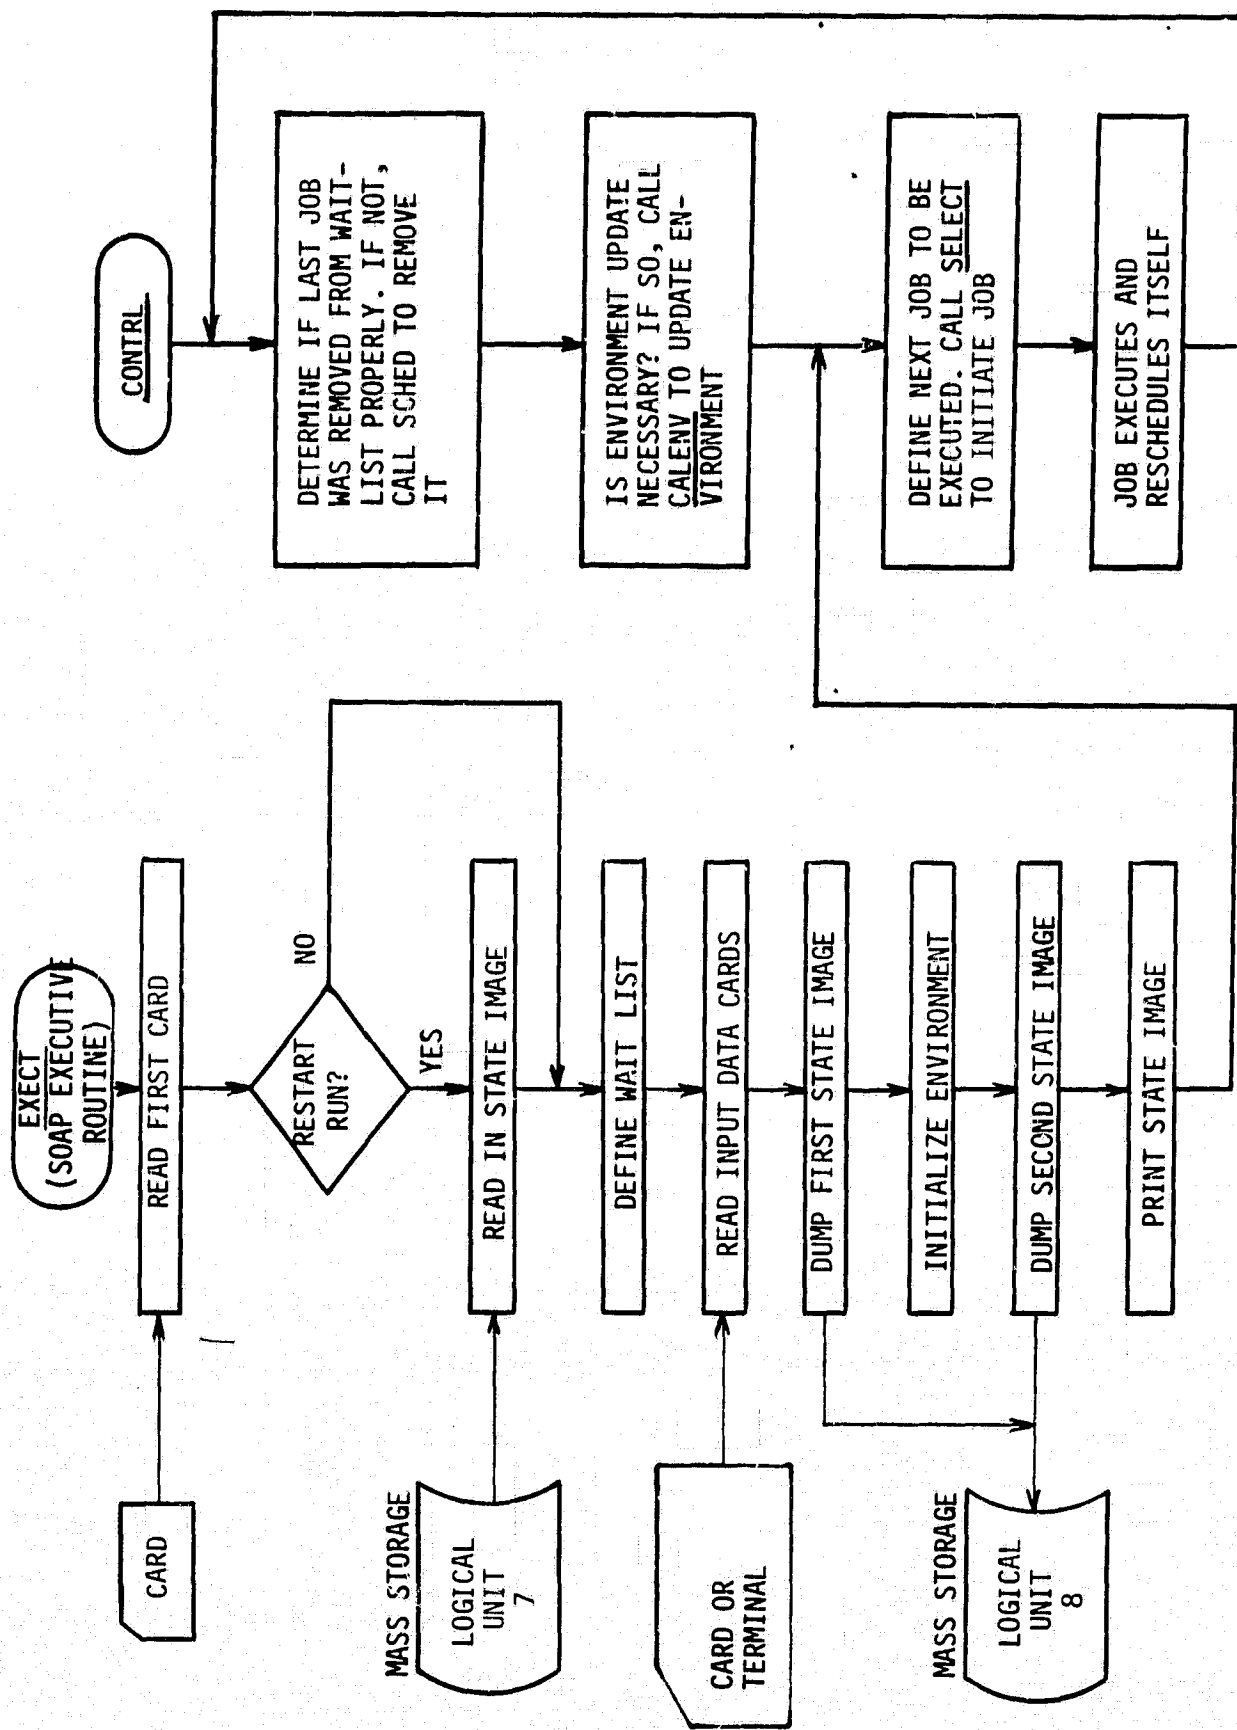 EXECT
(SOAP EXECUTIVE
ROUTINE)
CARD
READ FIRST CARD
RESTART
RUN?
NO
YES
MASS STORAGE
LOGICAL
UNIT
7
READ IN STATE IMAGE
DEFINE WAIT LIST
CARD OR
TERMINAL
READ INPUT DATA CARDS
DUMP FIRST STATE IMAGE
INITIALIZE ENVIRONMENT
MASS STORAGE
LOGICAL
UNIT
8
DUMP SECOND STATE IMAGE
PRINT STATE IMAGE
CONTRL
DETERMINE IF LAST JOB
WAS REMOVED FROM WAIT-
LIST PROPERLY. IF NOT,
CALL SCHED TO REMOVE
IT
IS ENVIRONMENT UPDATE
NECESSARY? IF SO, CALL
CALENV TO UPDATE EN-
VIRONMENT
DEFINE NEXT JOB TO BE
EXECUTED. CALL SELECT
TO INITIATE JOB
JOB EXECUTES AND
RESCHEDULES ITSELF